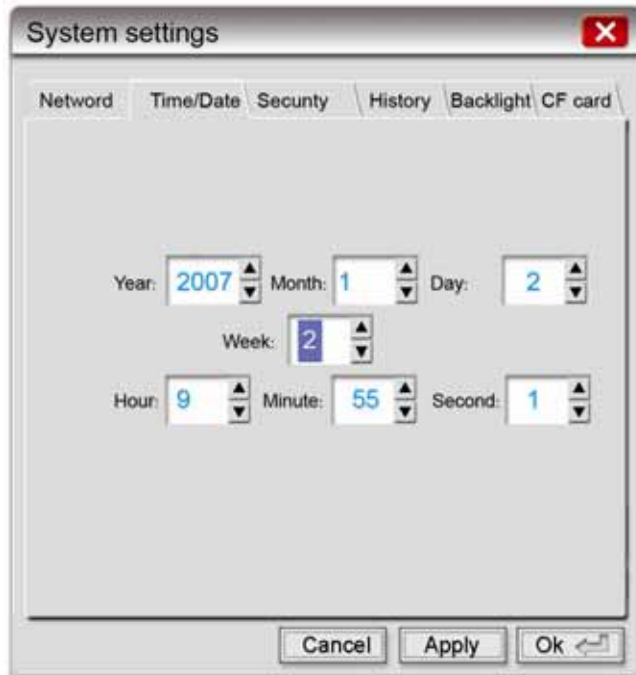 System settings
Netword Time/Date Securty History Backlight CF card
Year: 2007 Month: 1 Day: 2
Week: 2
Hour: 9 Minute: 55 Second: 1
Cancel Apply Ok